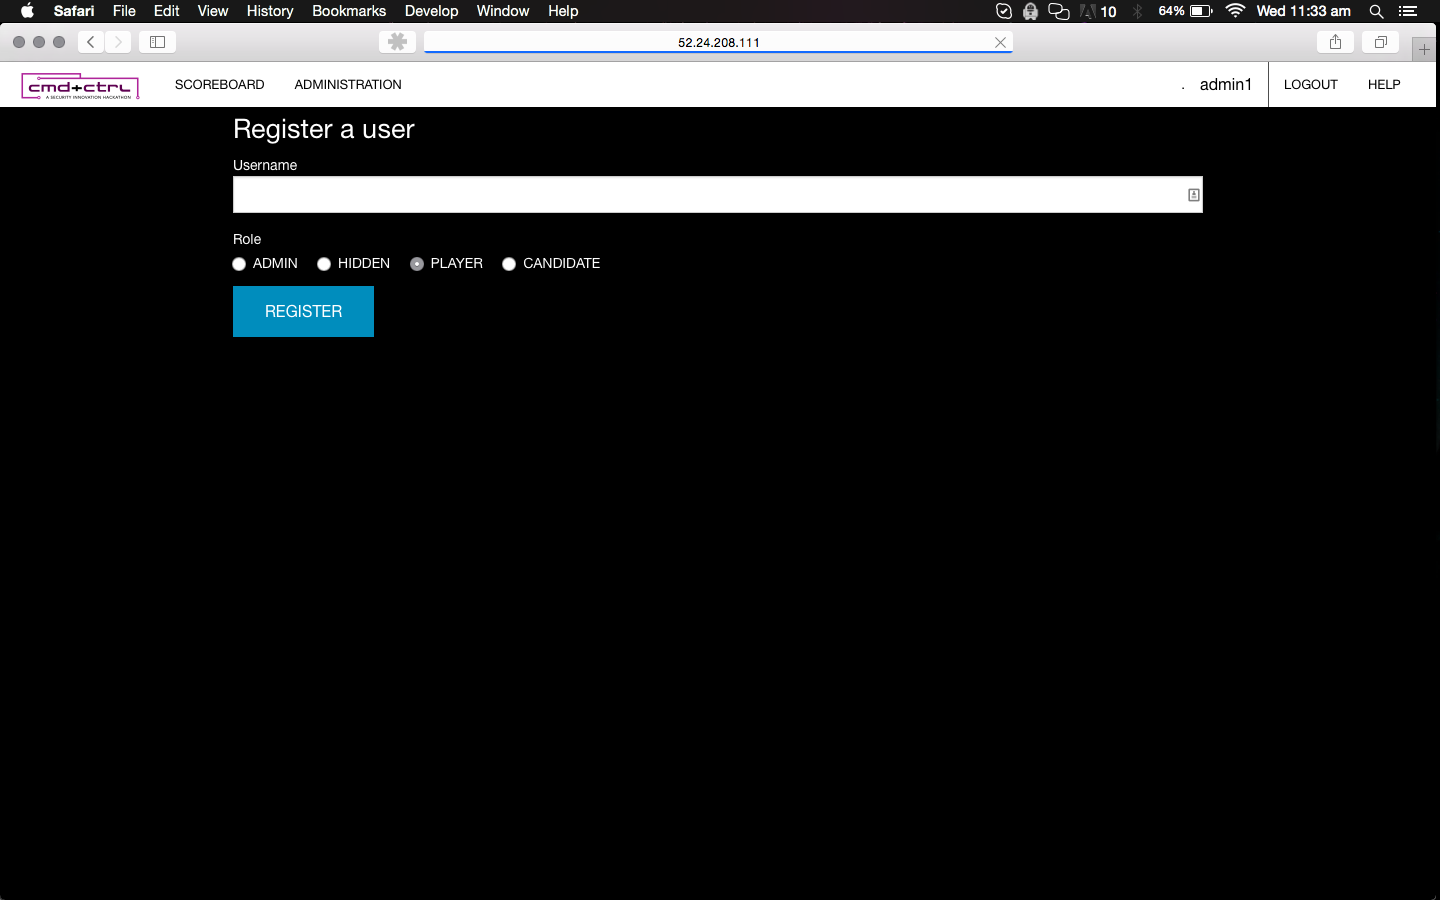 Safari File Edit View History Bookmarks Develop Window Help 10 64% Wed 11:33 am
52.24.208.111
cmd+ctrl
A SECURITY INNOVATION HACKATHON
SCOREBOARD ADMINISTRATION . admin1 LOGOUT HELP
Register a user
Username
Role
ADMIN HIDDEN PLAYER CANDIDATE
REGISTER